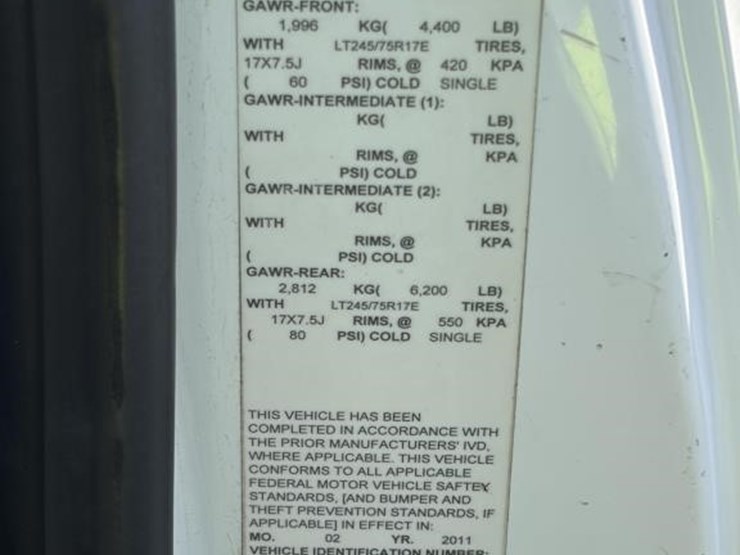 GAWR-FRONT:
1,996 KG( 4,400 LB)
WITH LT245/75R17E TIRES,
17X7.5J RIMS, @ 420 KPA
( 60 PSI) COLD SINGLE
GAWR-INTERMEDIATE (1):
KG( LB)
WITH TIRES,
RIMS, @ KPA
( PSI) COLD
GAWR-INTERMEDIATE (2):
KG( LB)
WITH TIRES,
RIMS, @ KPA
( PSI) COLD
GAWR-REAR:
2,812 KG( 6,200 LB)
WITH LT245/75R17E TIRES,
17X7.5J RIMS, @ 550 KPA
( 80 PSI) COLD SINGLE
THIS VEHICLE HAS BEEN
COMPLETED IN ACCORDANCE WITH
THE PRIOR MANUFACTURERS' IVD,
WHERE APPLICABLE. THIS VEHICLE
CONFORMS TO ALL APPLICABLE
FEDERAL MOTOR VEHICLE SAFTEY
STANDARDS, [AND BUMPER AND
THEFT PREVENTION STANDARDS, IF
APPLICABLE] IN EFFECT IN:
MO. 02 YR. 2011
VEHICLE IDENTIFICATION NUMBER: